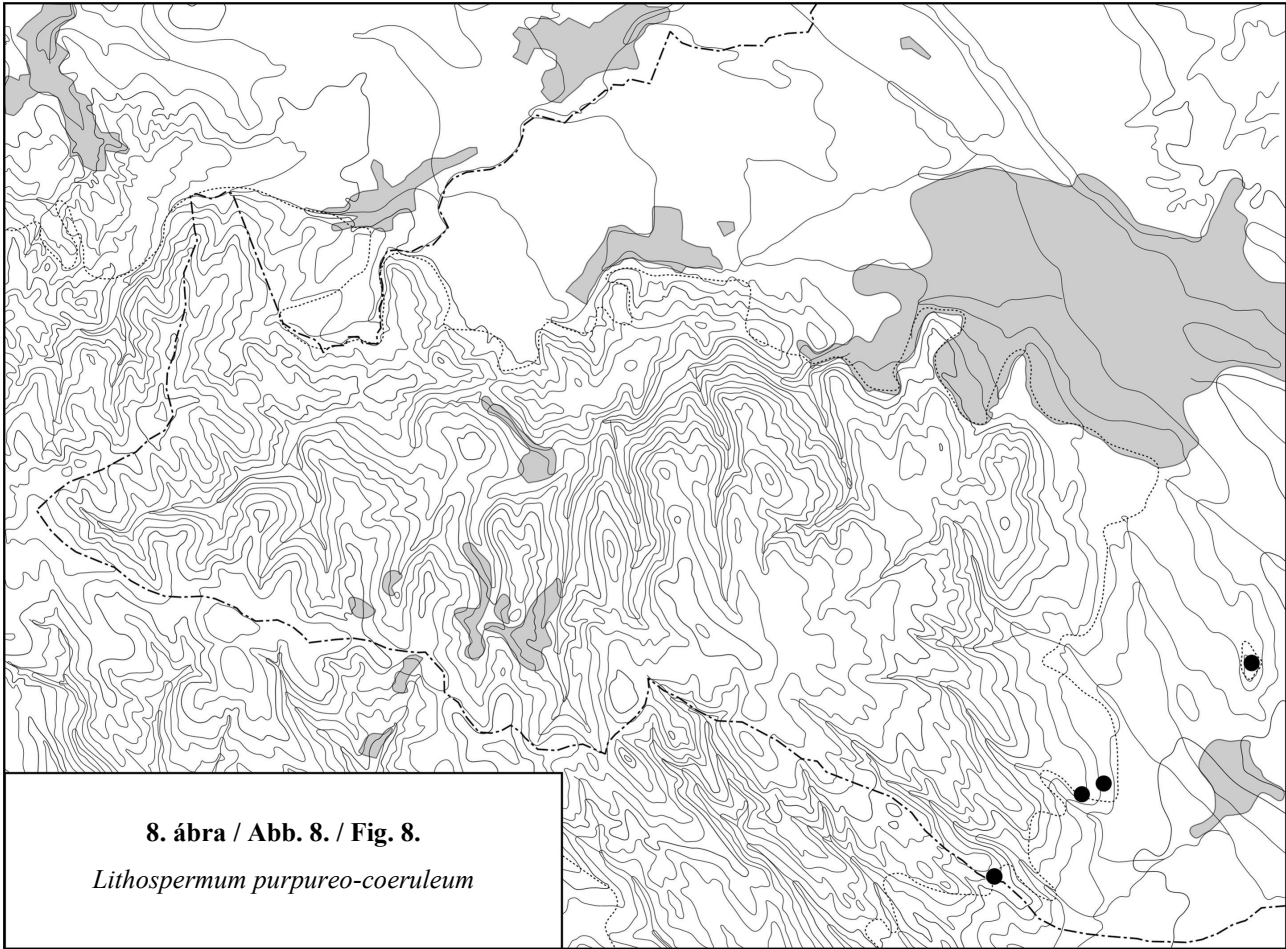 8. ábra / Abb. 8. / Fig. 8.
Lithospermum purpureo-coeruleum